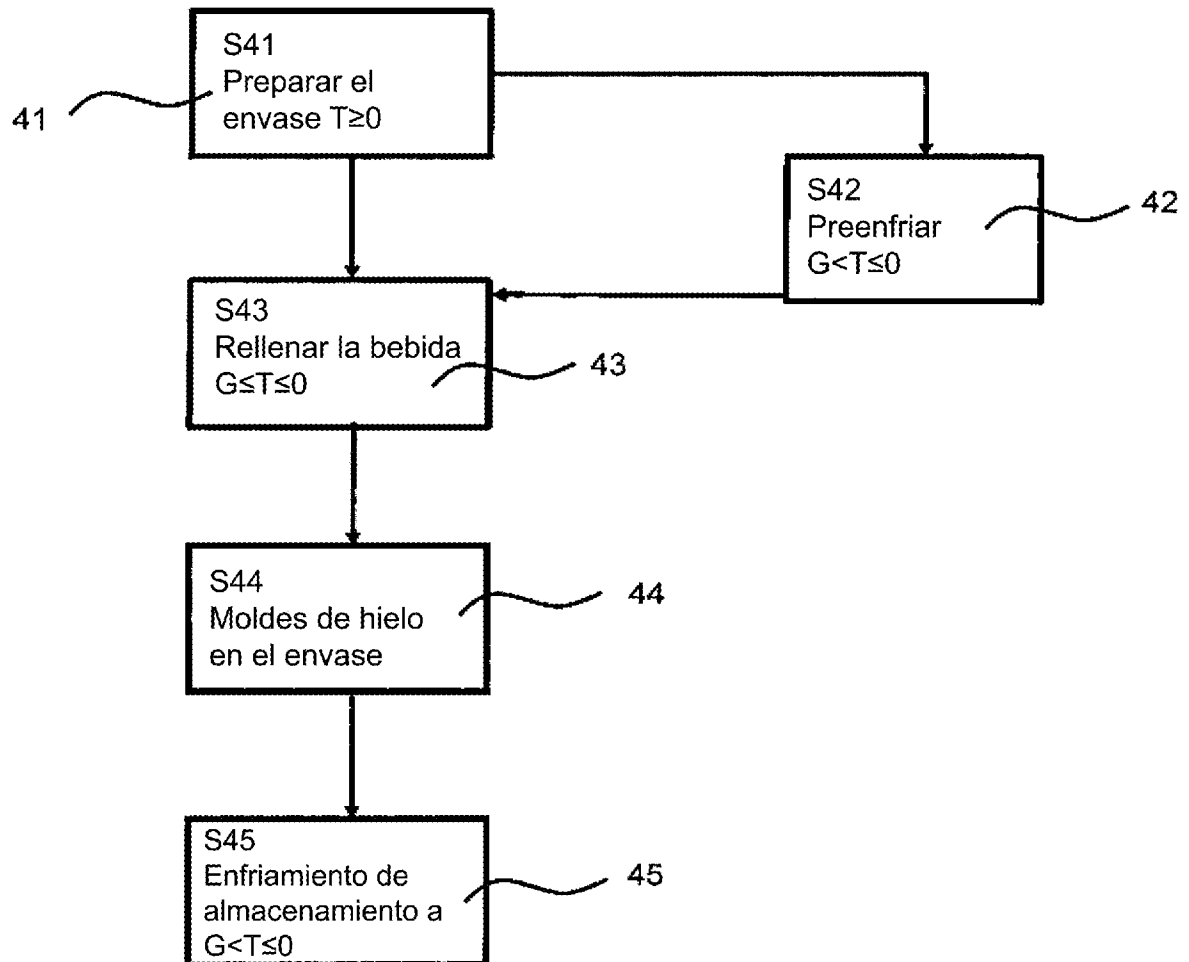 S41
Preparar el
envase T≥0
41
S42
Preenfriar
G<T≤0
42
S43
Rellenar la bebida
G≤T≤0
43
S44
Moldes de hielo
en el envase
44
S45
Enfriamiento de
almacenamiento a
G<T≤0
45